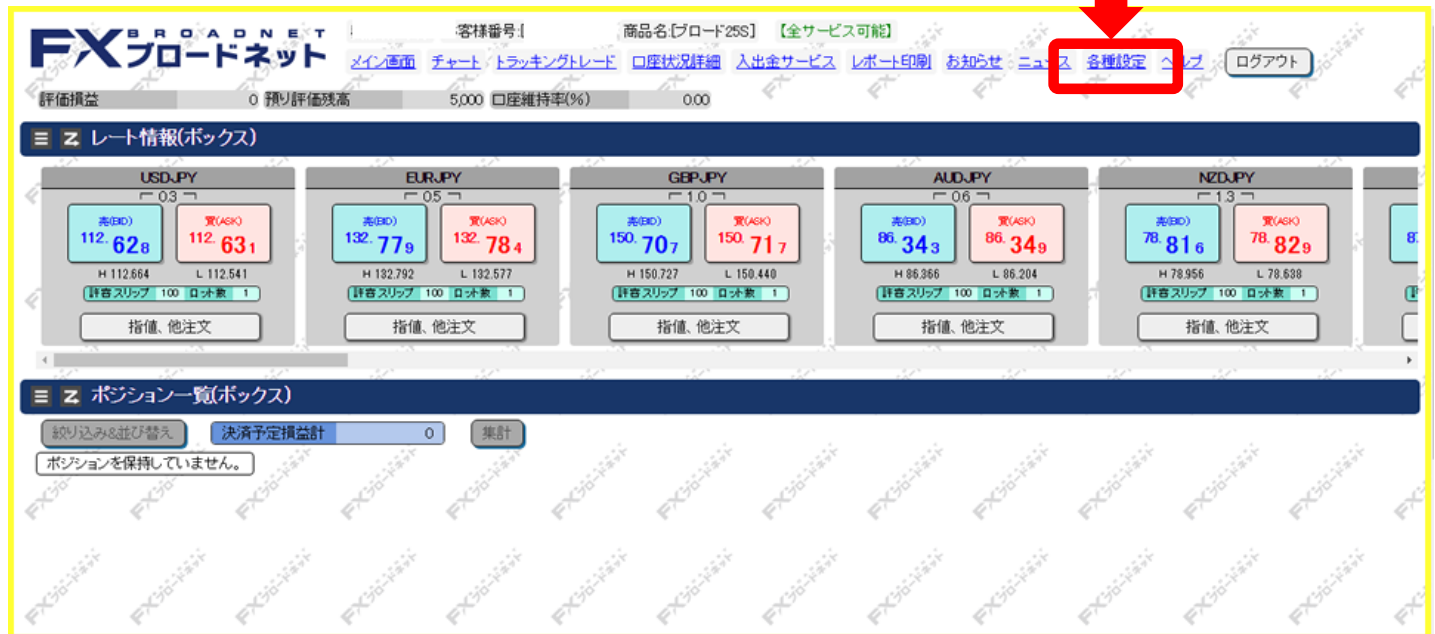 FX BROADNET ブロードネット
客様番号:[ 商品名:[ブロード25S] 【全サービス可能】
メイン画面 チャート トラッキングトレード 口座状況詳細 入出金サービス レポート印刷 お知らせ ニュース 各種設定 ヘルプ ログアウト
評価損益 0 預り評価残高 5,000 口座維持率(%) 0.00
レート情報(ボックス)
USDJPY EURJPY GBPJPY AUDJPY NZDJPY
0.3 0.5 1.0 0.6 1.3
売(BID) 買(ASK) 売(BID) 買(ASK) 売(BID) 買(ASK) 売(BID) 買(ASK) 売(BID) 買(ASK)
112.628 112.631 132.779 132.784 150.707 150.717 86.343 86.349 78.816 78.829
H 112.664 L 112.541 H 132.792 L 132.577 H 150.727 L 150.440 H 86.366 L 86.204 H 78.956 L 78.638
許容スリップ 100 ロット数 1 許容スリップ 100 ロット数 1 許容スリップ 100 ロット数 1 許容スリップ 100 ロット数 1 許容スリップ 100 ロット数 1
指値、他注文 指値、他注文 指値、他注文 指値、他注文 指値、他注文
ポジション一覧(ボックス)
絞り込み&並び替え 決済予定損益計 0 集計
ポジションを保持していません。